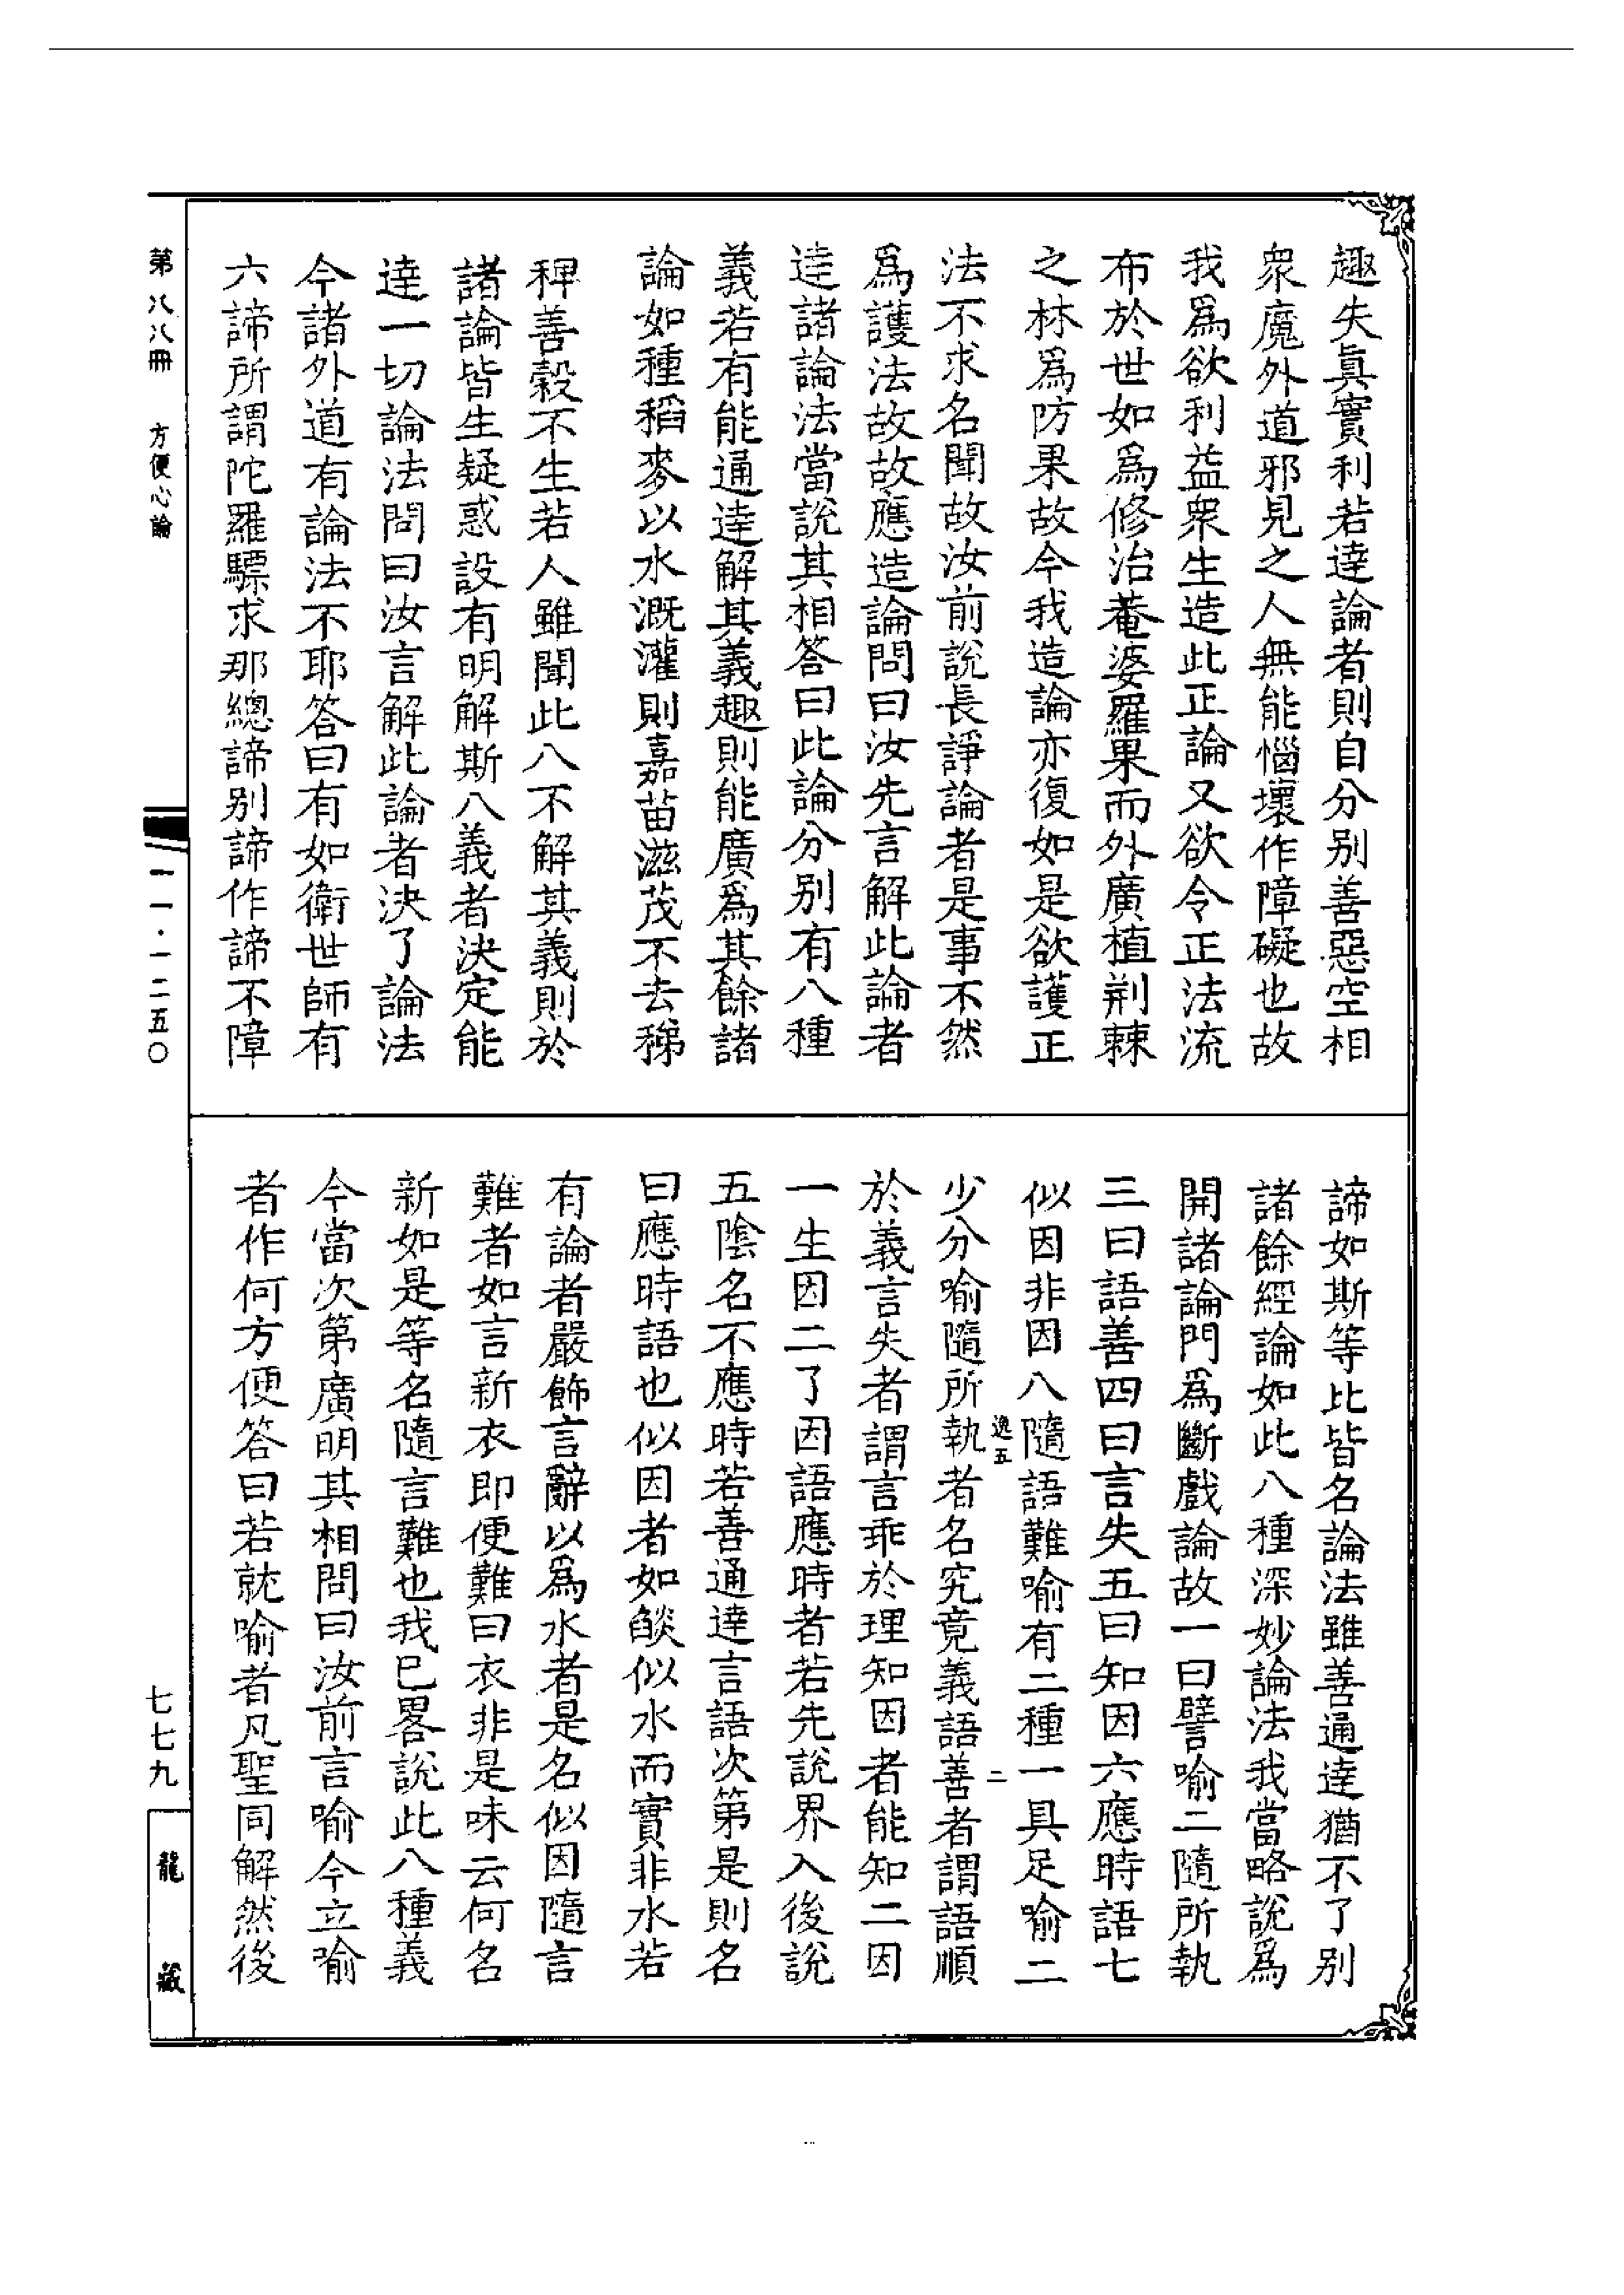 趣失眞實利若逹論者則自分别善惡空相
衆魔外道邪見之人無能惱壞作障礙也故
我爲欲利益衆生造此正論又欲令正法流
布於世如爲修治菴婆羅果而外廣植荆棘
之林爲防果故今我造論亦復如是欲護正
法不求名聞故汝前說長諍論者是事不然
爲護法故故應造論問曰汝先言解此論者
逹諸論法當說其相答曰此論分别有八種
義若有能通逹解其義趣則能廣爲其餘諸
論如種稻麥以水溉灌則嘉苗滋茂不去稊
稗善穀不生若人雖聞此八不解其義則於
諸論皆生疑惑設有明解斯八義者決定能
逹一切論法問曰汝言解此論者決了論法
今諸外道有論法不耶答曰有如衛世師有
六諦所謂陀羅驃求那總諦别諦作諦不障
諦如斯等比皆名論法雖善通逹猶不了别
諸餘經論如此八種深妙論法我當略說爲
開諸論門爲斷戲論故一曰譬喻二隨所執
三曰語善四曰言失五曰知因六應時語七
似因非因八隨語難喻有二種一具足喻二
逸五
二
少分喻隨所執者名究竟義語善者謂語順
於義言失者謂言乖於理知因者能知二因
一生因二了因語應時者若先說界入後說
五陰名不應時若善通逹言語次第是則名
曰應時語也似因者如燄似水而實非水若
有論者嚴飾言辭以爲水者是名似因隨言
難者如言新衣即便難曰衣非是味云何名
新如是等名隨言難也我已畧說此八種義
今當次第廣明其相問曰汝前言喻今立喻
者作何方便答曰若就喻者凡聖同解然後
第八八冊 方便心論
一一·一二五〇
七七九
龍藏